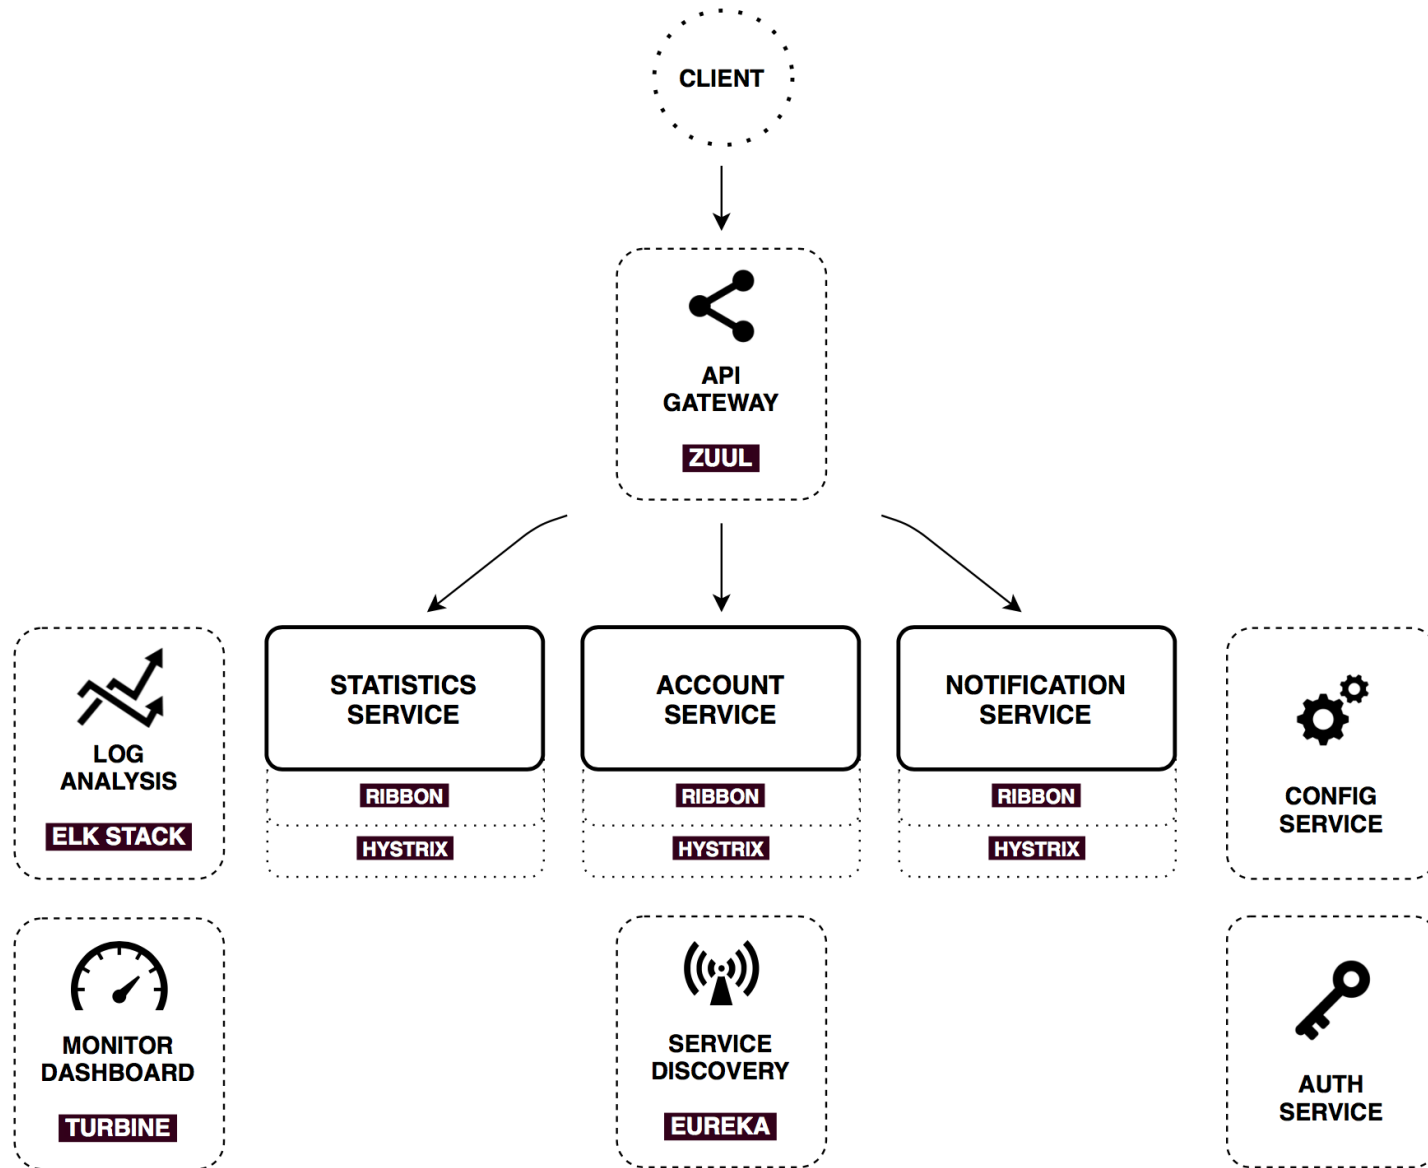 CLIENT
API
GATEWAY
ZUUL
LOG
ANALYSIS
ELK STACK
STATISTICS
SERVICE
RIBBON
HYSTRIX
ACCOUNT
SERVICE
RIBBON
HYSTRIX
NOTIFICATION
SERVICE
RIBBON
HYSTRIX
CONFIG
SERVICE
MONITOR
DASHBOARD
TURBINE
SERVICE
DISCOVERY
EUREKA
AUTH
SERVICE